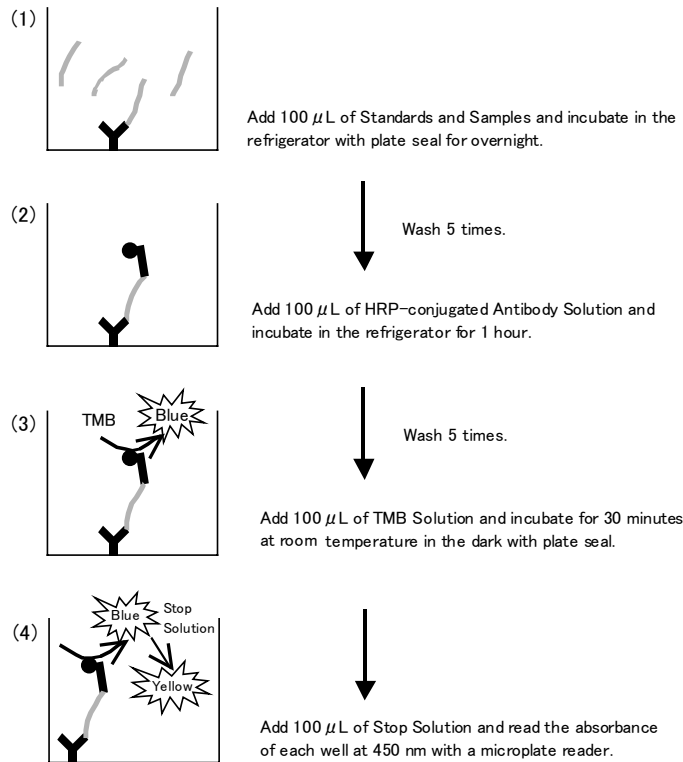 (1)
Add 100 μL of Standards and Samples and incubate in the
refrigerator with plate seal for overnight.
(2)
Wash 5 times.
Add 100 μL of HRP-conjugated Antibody Solution and
incubate in the refrigerator for 1 hour.
(3)
TMB
Blue
Wash 5 times.
Add 100 μL of TMB Solution and incubate for 30 minutes
at room temperature in the dark with plate seal.
(4)
Blue
Stop
Solution
Yellow
Add 100 μL of Stop Solution and read the absorbance
of each well at 450 nm with a microplate reader.